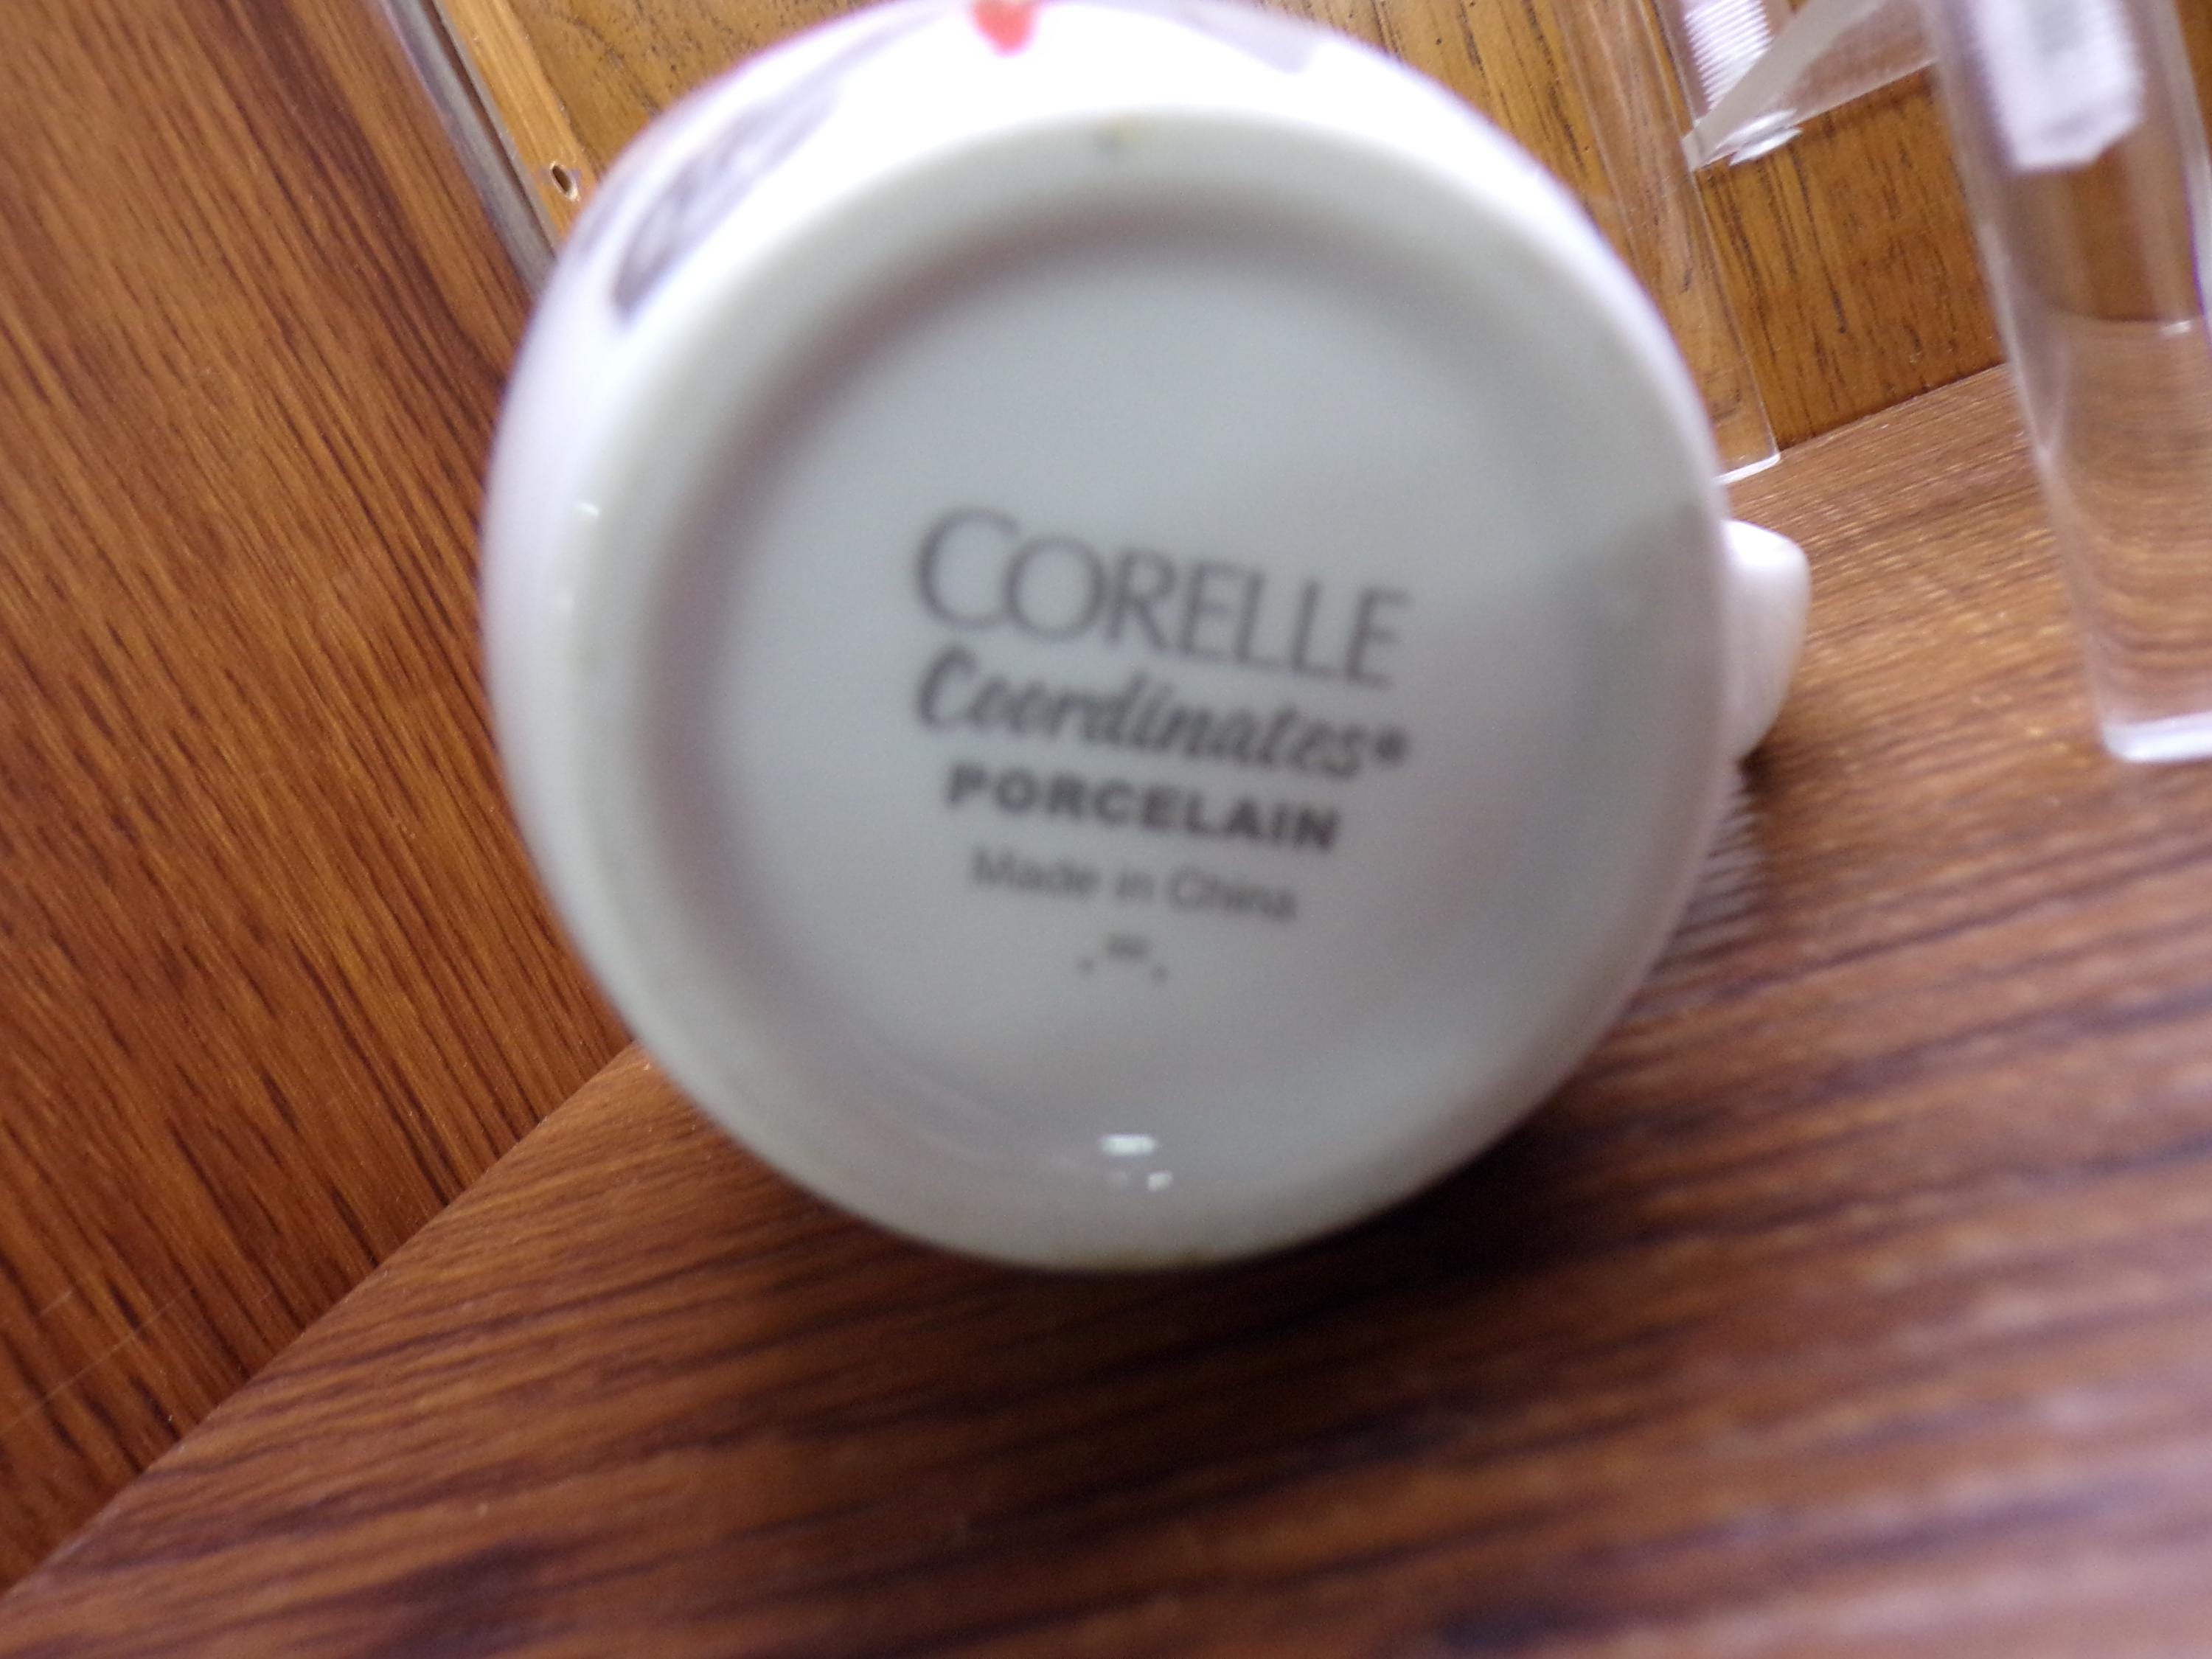 CORELLE
Coordinates®
PORCELAIN
Made in China